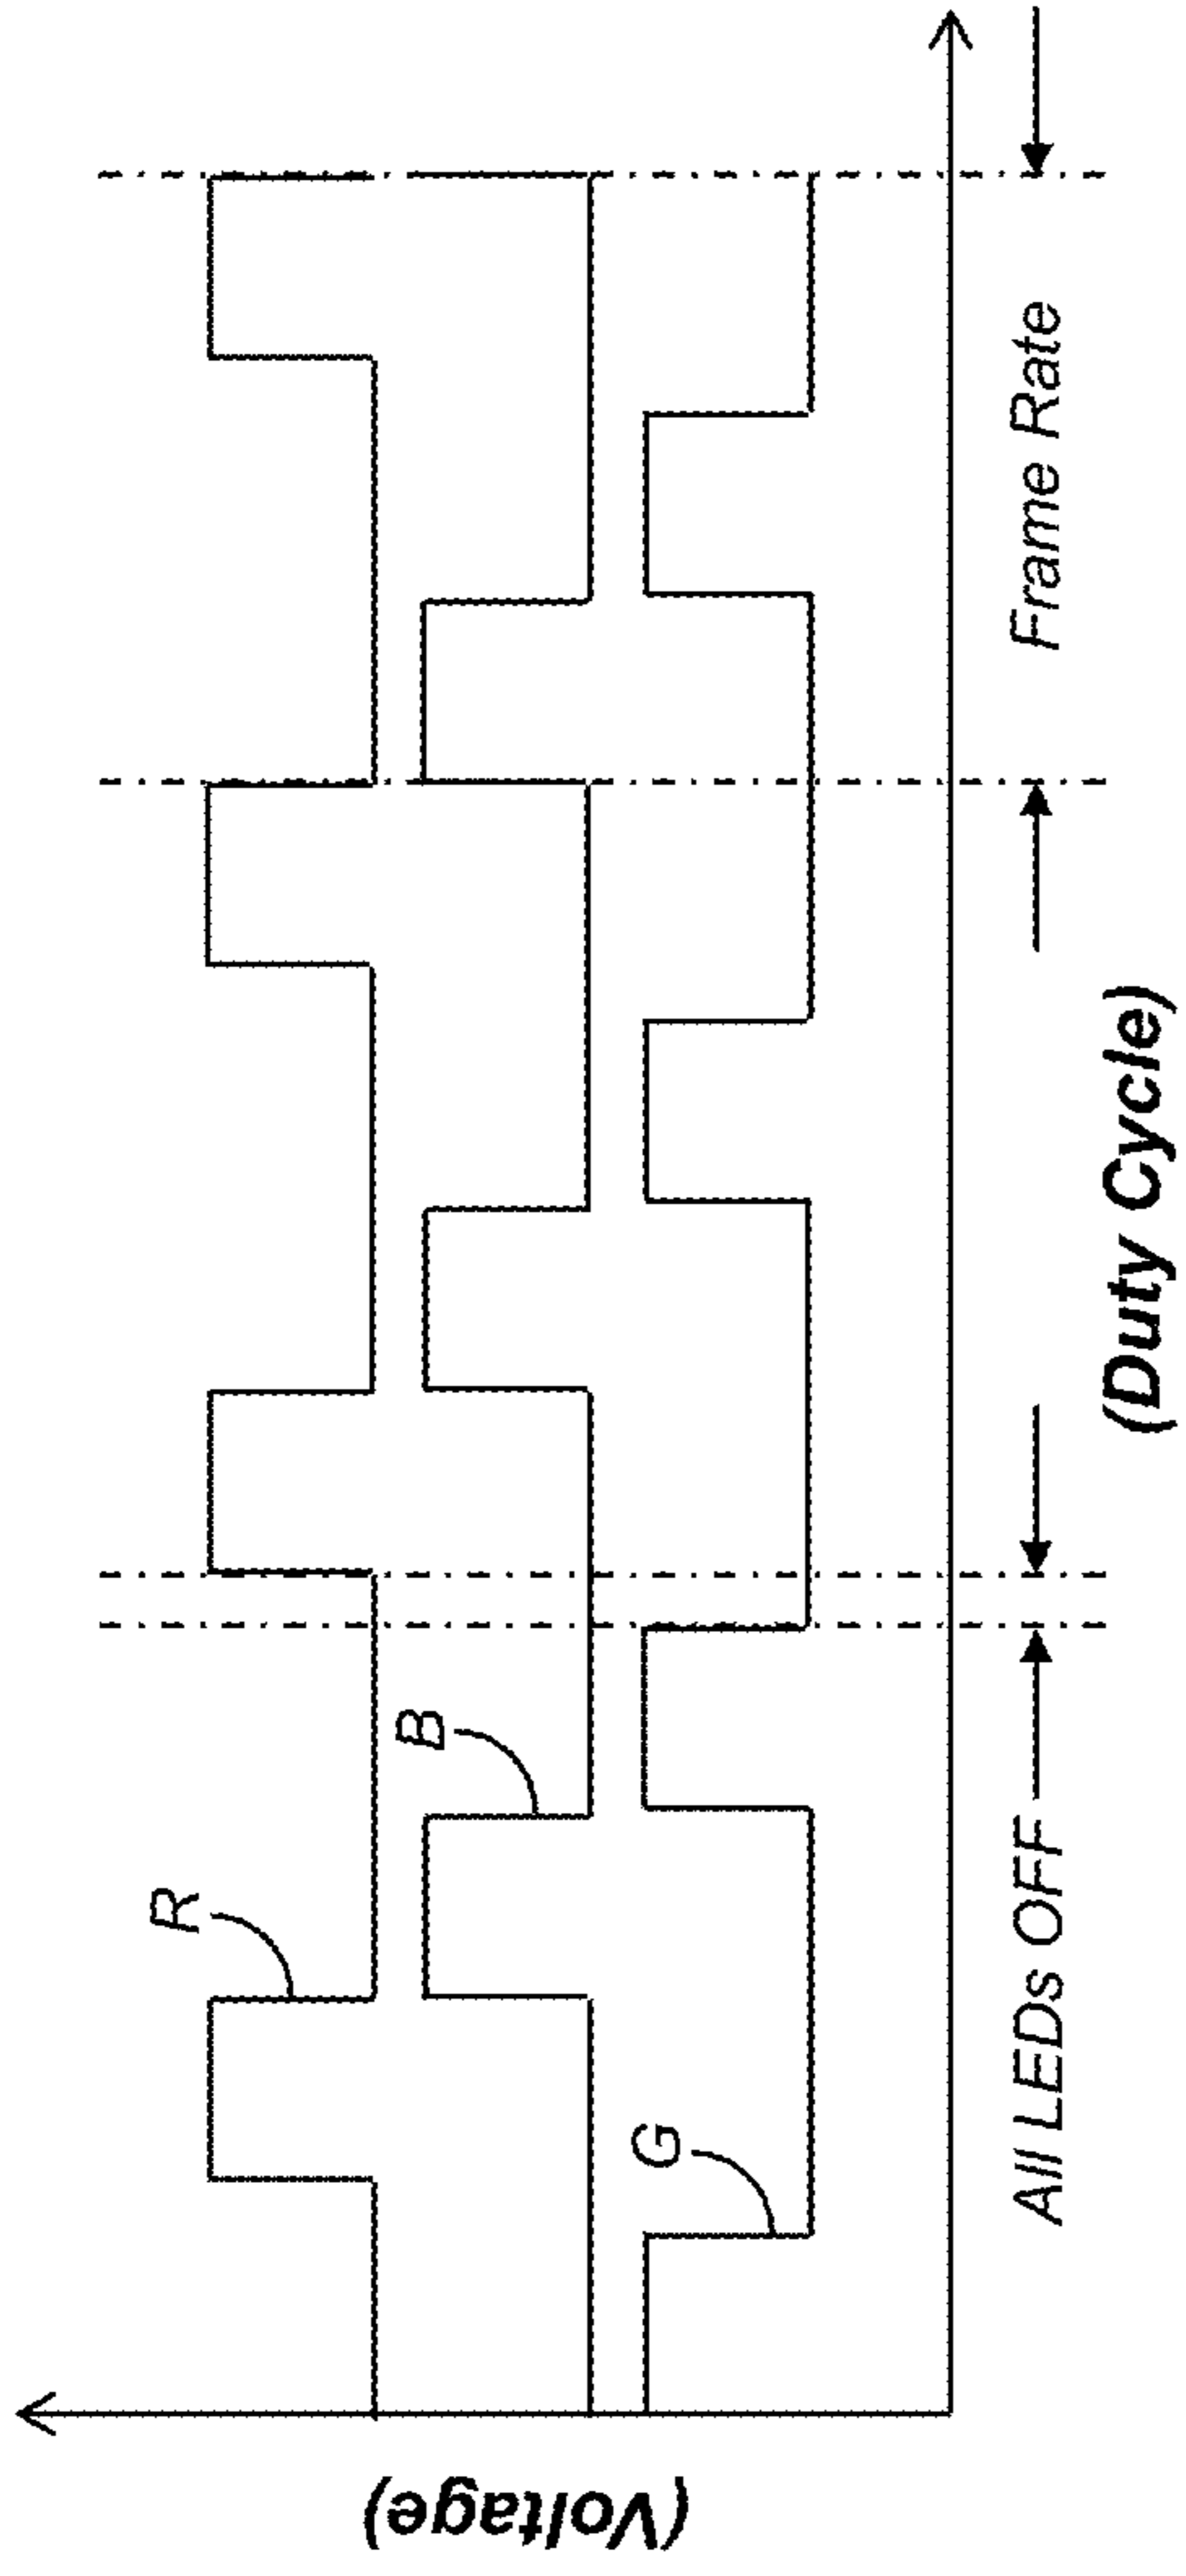 (Voltage)
R
B
G
All LEDs OFF
Frame Rate
(Duty Cycle)